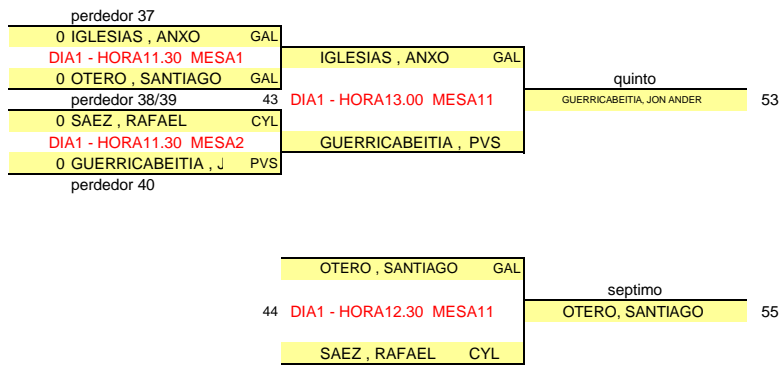 perdedor 37
0 IGLESIAS , ANXO GAL
DIA1 - HORA11.30 MESA1 IGLESIAS , ANXO GAL
0 OTERO , SANTIAGO GAL quinto
perdedor 38/39 43 DIA1 - HORA13.00 MESA11 GUERRICABEITIA, JON ANDER 53
0 SAEZ , RAFAEL CYL
DIA1 - HORA11.30 MESA2 GUERRICABEITIA , PVS
0 GUERRICABEITIA , J PVS
perdedor 40
OTERO , SANTIAGO GAL
septimo
44 DIA1 - HORA12.30 MESA11 OTERO, SANTIAGO 55
SAEZ , RAFAEL CYL